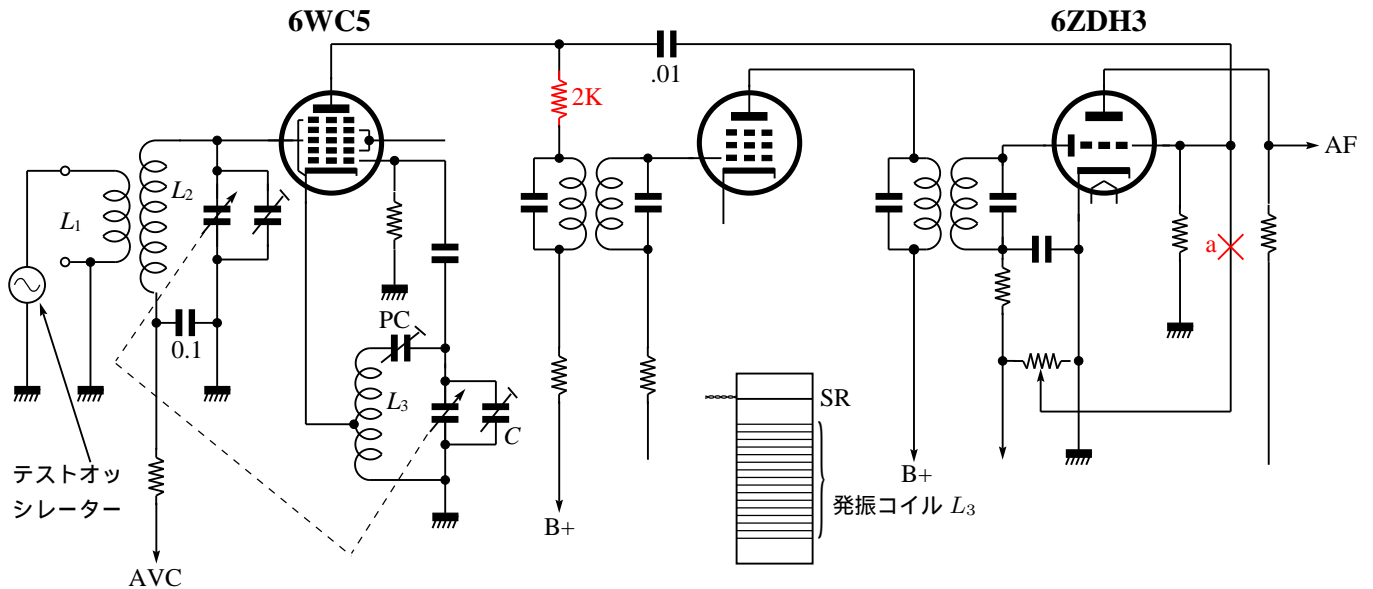 6WC5
6ZDH3
.01
2K
L2
L1
a
AF
PC
0.1
L3
C
SR
テストオッ
シレーター
AVC
B+
B+
発振コイル L3